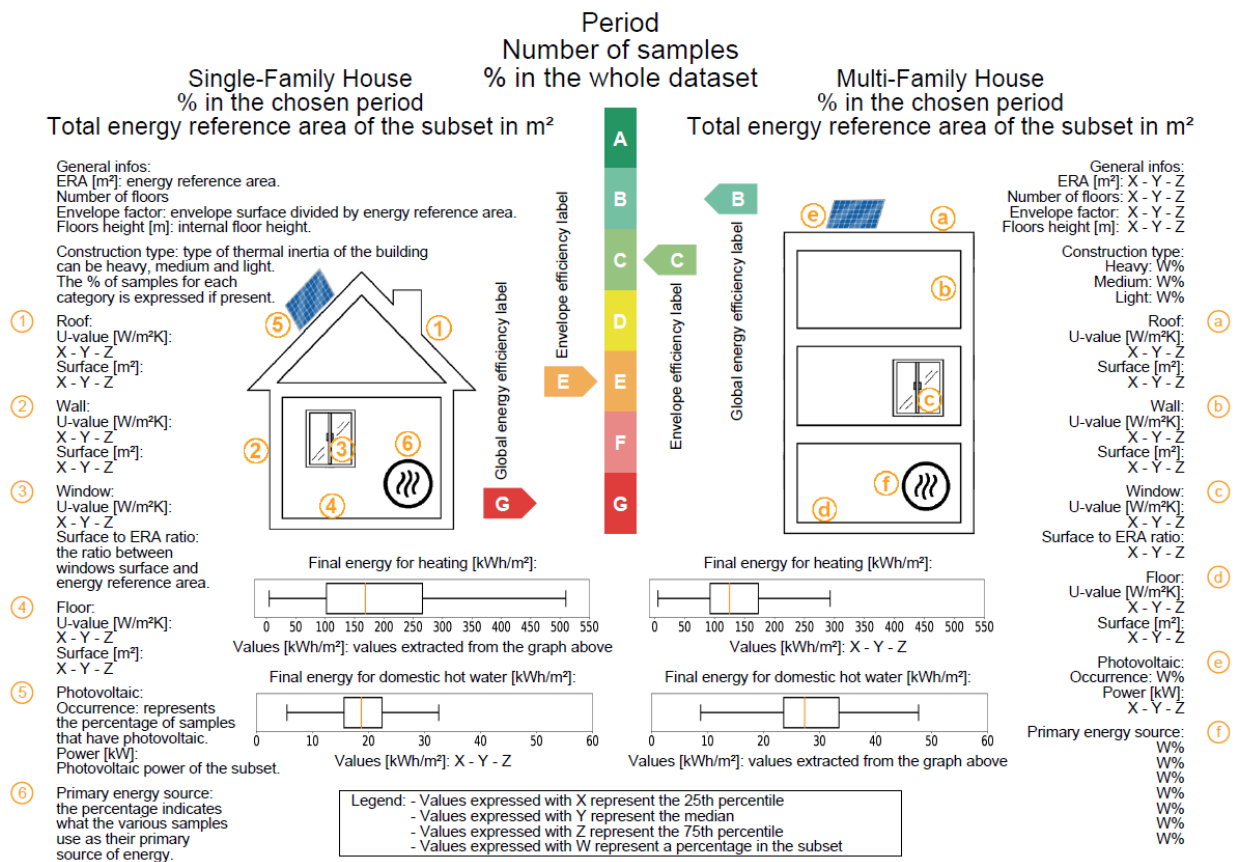 Period
Number of samples
% in the whole dataset
Single-Family House
% in the chosen period
Total energy reference area of the subset in m²
Multi-Family House
% in the chosen period
Total energy reference area of the subset in m²
General infos:
ERA [m²]: energy reference area.
Number of floors
Envelope factor: envelope surface divided by energy reference area.
Floors height [m]: internal floor height.
Construction type: type of thermal inertia of the building
can be heavy, medium and light.
The % of samples for each
category is expressed if present.
1 Roof:
U-value [W/m²K]:
X - Y - Z
Surface [m²]:
X - Y - Z
2 Wall:
U-value [W/m²K]:
X - Y - Z
Surface [m²]:
X - Y - Z
3 Window:
U-value [W/m²K]:
X - Y - Z
Surface to ERA ratio:
the ratio between
windows surface and
energy reference area.
4 Floor:
U-value [W/m²K]:
X - Y - Z
Surface [m²]:
X - Y - Z
5 Photovoltaic:
Occurrence: represents
the percentage of samples
that have photovoltaic.
Power [kW]:
Photovoltaic power of the subset.
6 Primary energy source:
the percentage indicates
what the various samples
use as their primary
source of energy.
5
1
2
3
6
4
Global energy efficiency label
G
Envelope efficiency label
E
A
B
C
D
E
F
G
C
Envelope efficiency label
B
Global energy efficiency label
e
a
b
c
f
d
General infos:
ERA [m²]: X - Y - Z
Number of floors: X - Y - Z
Envelope factor: X - Y - Z
Floors height [m]: X - Y - Z
Construction type:
Heavy: W%
Medium: W%
Light: W%
Roof: a
U-value [W/m²K]:
X - Y - Z
Surface [m²]:
X - Y - Z
Wall: b
U-value [W/m²K]:
X - Y - Z
Surface [m²]:
X - Y - Z
Window: c
U-value [W/m²K]:
X - Y - Z
Surface to ERA ratio:
X - Y - Z
Floor: d
U-value [W/m²K]:
X - Y - Z
Surface [m²]:
X - Y - Z
Photovoltaic: e
Occurrence: W%
Power [kW]:
X - Y - Z
Primary energy source: f
W%
W%
W%
W%
W%
W%
W%
Final energy for heating [kWh/m²]:
0 50 100 150 200 250 300 350 400 450 500 550
Values [kWh/m²]: values extracted from the graph above
Final energy for heating [kWh/m²]:
0 50 100 150 200 250 300 350 400 450 500 550
Values [kWh/m²]: X - Y - Z
Final energy for domestic hot water [kWh/m²]:
0 10 20 30 40 50 60
Values [kWh/m²]: X - Y - Z
Final energy for domestic hot water [kWh/m²]:
0 10 20 30 40 50 60
Values [kWh/m²]: values extracted from the graph above
Legend: - Values expressed with X represent the 25th percentile
- Values expressed with Y represent the median
- Values expressed with Z represent the 75th percentile
- Values expressed with W represent a percentage in the subset